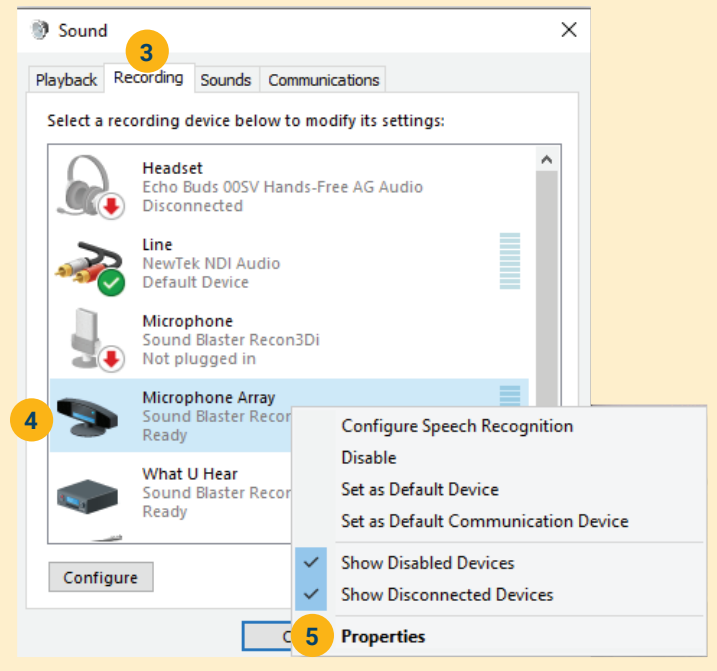 Sound
3
Playback Recording Sounds Communications
Select a recording device below to modify its settings:
Headset
Echo Buds 00SV Hands-Free AG Audio
Disconnected
Line
NewTek NDI Audio
Default Device
Microphone
Sound Blaster Recon3Di
Not plugged in
4
Microphone Array
Sound Blaster Recor
Ready
What U Hear
Sound Blaster Recor
Ready
Configure
Configure Speech Recognition
Disable
Set as Default Device
Set as Default Communication Device
Show Disabled Devices
Show Disconnected Devices
5 Properties